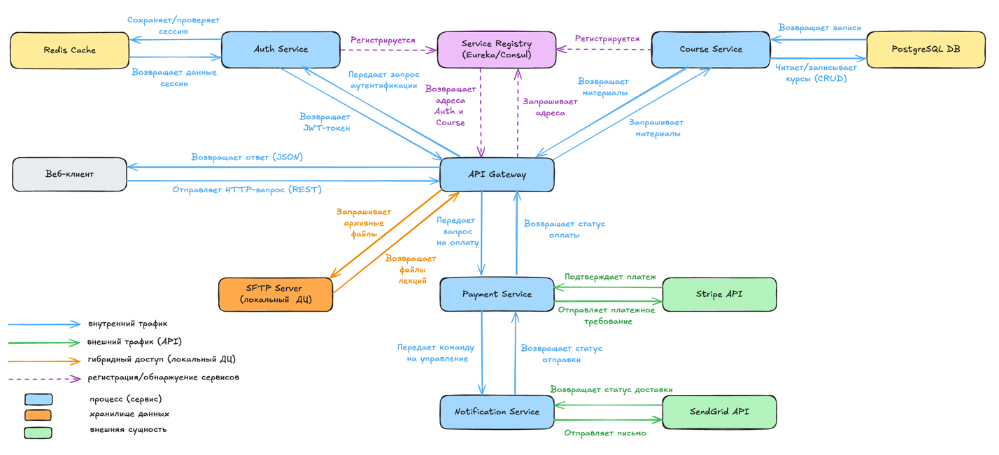 Сохраняет/проверяет
сессию
Redis Cache
Возвращает данные
сессии
Auth Service
Регистрируется
Service Registry
(Eureka/Consul)
Регистрируется
Course Service
Возвращает записи
PostgreSQL DB
Читает/записывает
курсы (CRUD)
Передает запрос
аутентификации
Возвращает
JWT-токен
Возвращает
адреса
Auth и
Course
Запрашивает
адреса
Возвращает
материалы
Запрашивает
материалы
Веб-клиент
Возвращает ответ (JSON)
Отправляет HTTP-запрос (REST)
API Gateway
Запрашивает
архивные
файлы
Возвращает
файлы
лекций
Передает
запрос
на оплату
Возвращает статус
оплаты
SFTP Server
(локальный ДЦ)
Payment Service
Подтверждает платеж
Отправляет платежное
требование
Stripe API
Передает команду
на управление
Возвращает статус
отправки
Notification Service
Возвращает статус доставки
Отправляет письмо
SendGrid API
внутренний трафик
внешний трафик (API)
гибридный доступ (локальный ДЦ)
регистрация/обнаржуение сервисов
процесс (сервис)
хранилище данных
внешняя сущность